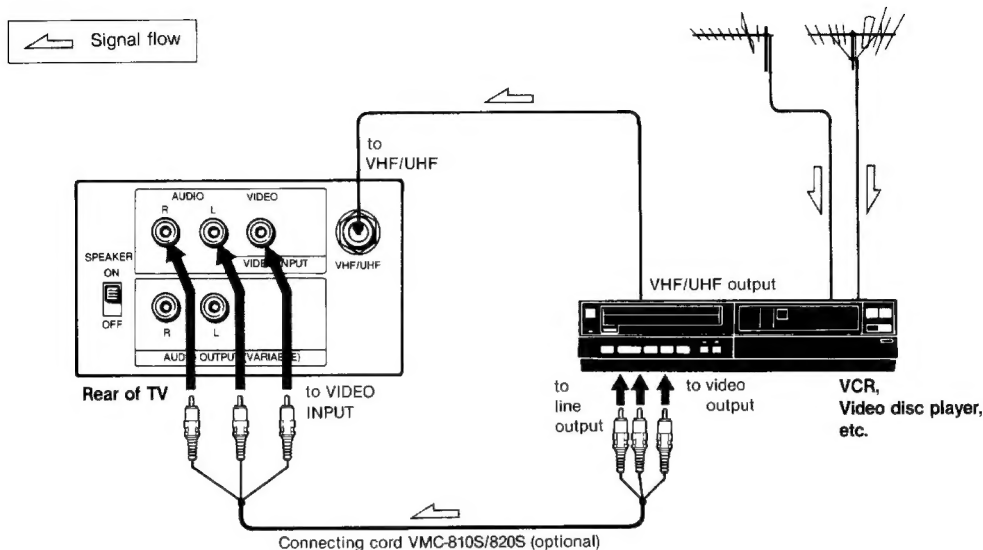 Signal flow
to
VHF/UHF
AUDIO
VIDEO
R
L
SPEAKER
ON
OFF
VIDEO INPUT
VHF/UHF
R
L
AUDIO OUTPUT (VARIABLE)
Rear of TV
to VIDEO
INPUT
VHF/UHF output
to
line
output
to video
output
VCR,
Video disc player,
etc.
Connecting cord VMC-810S/820S (optional)